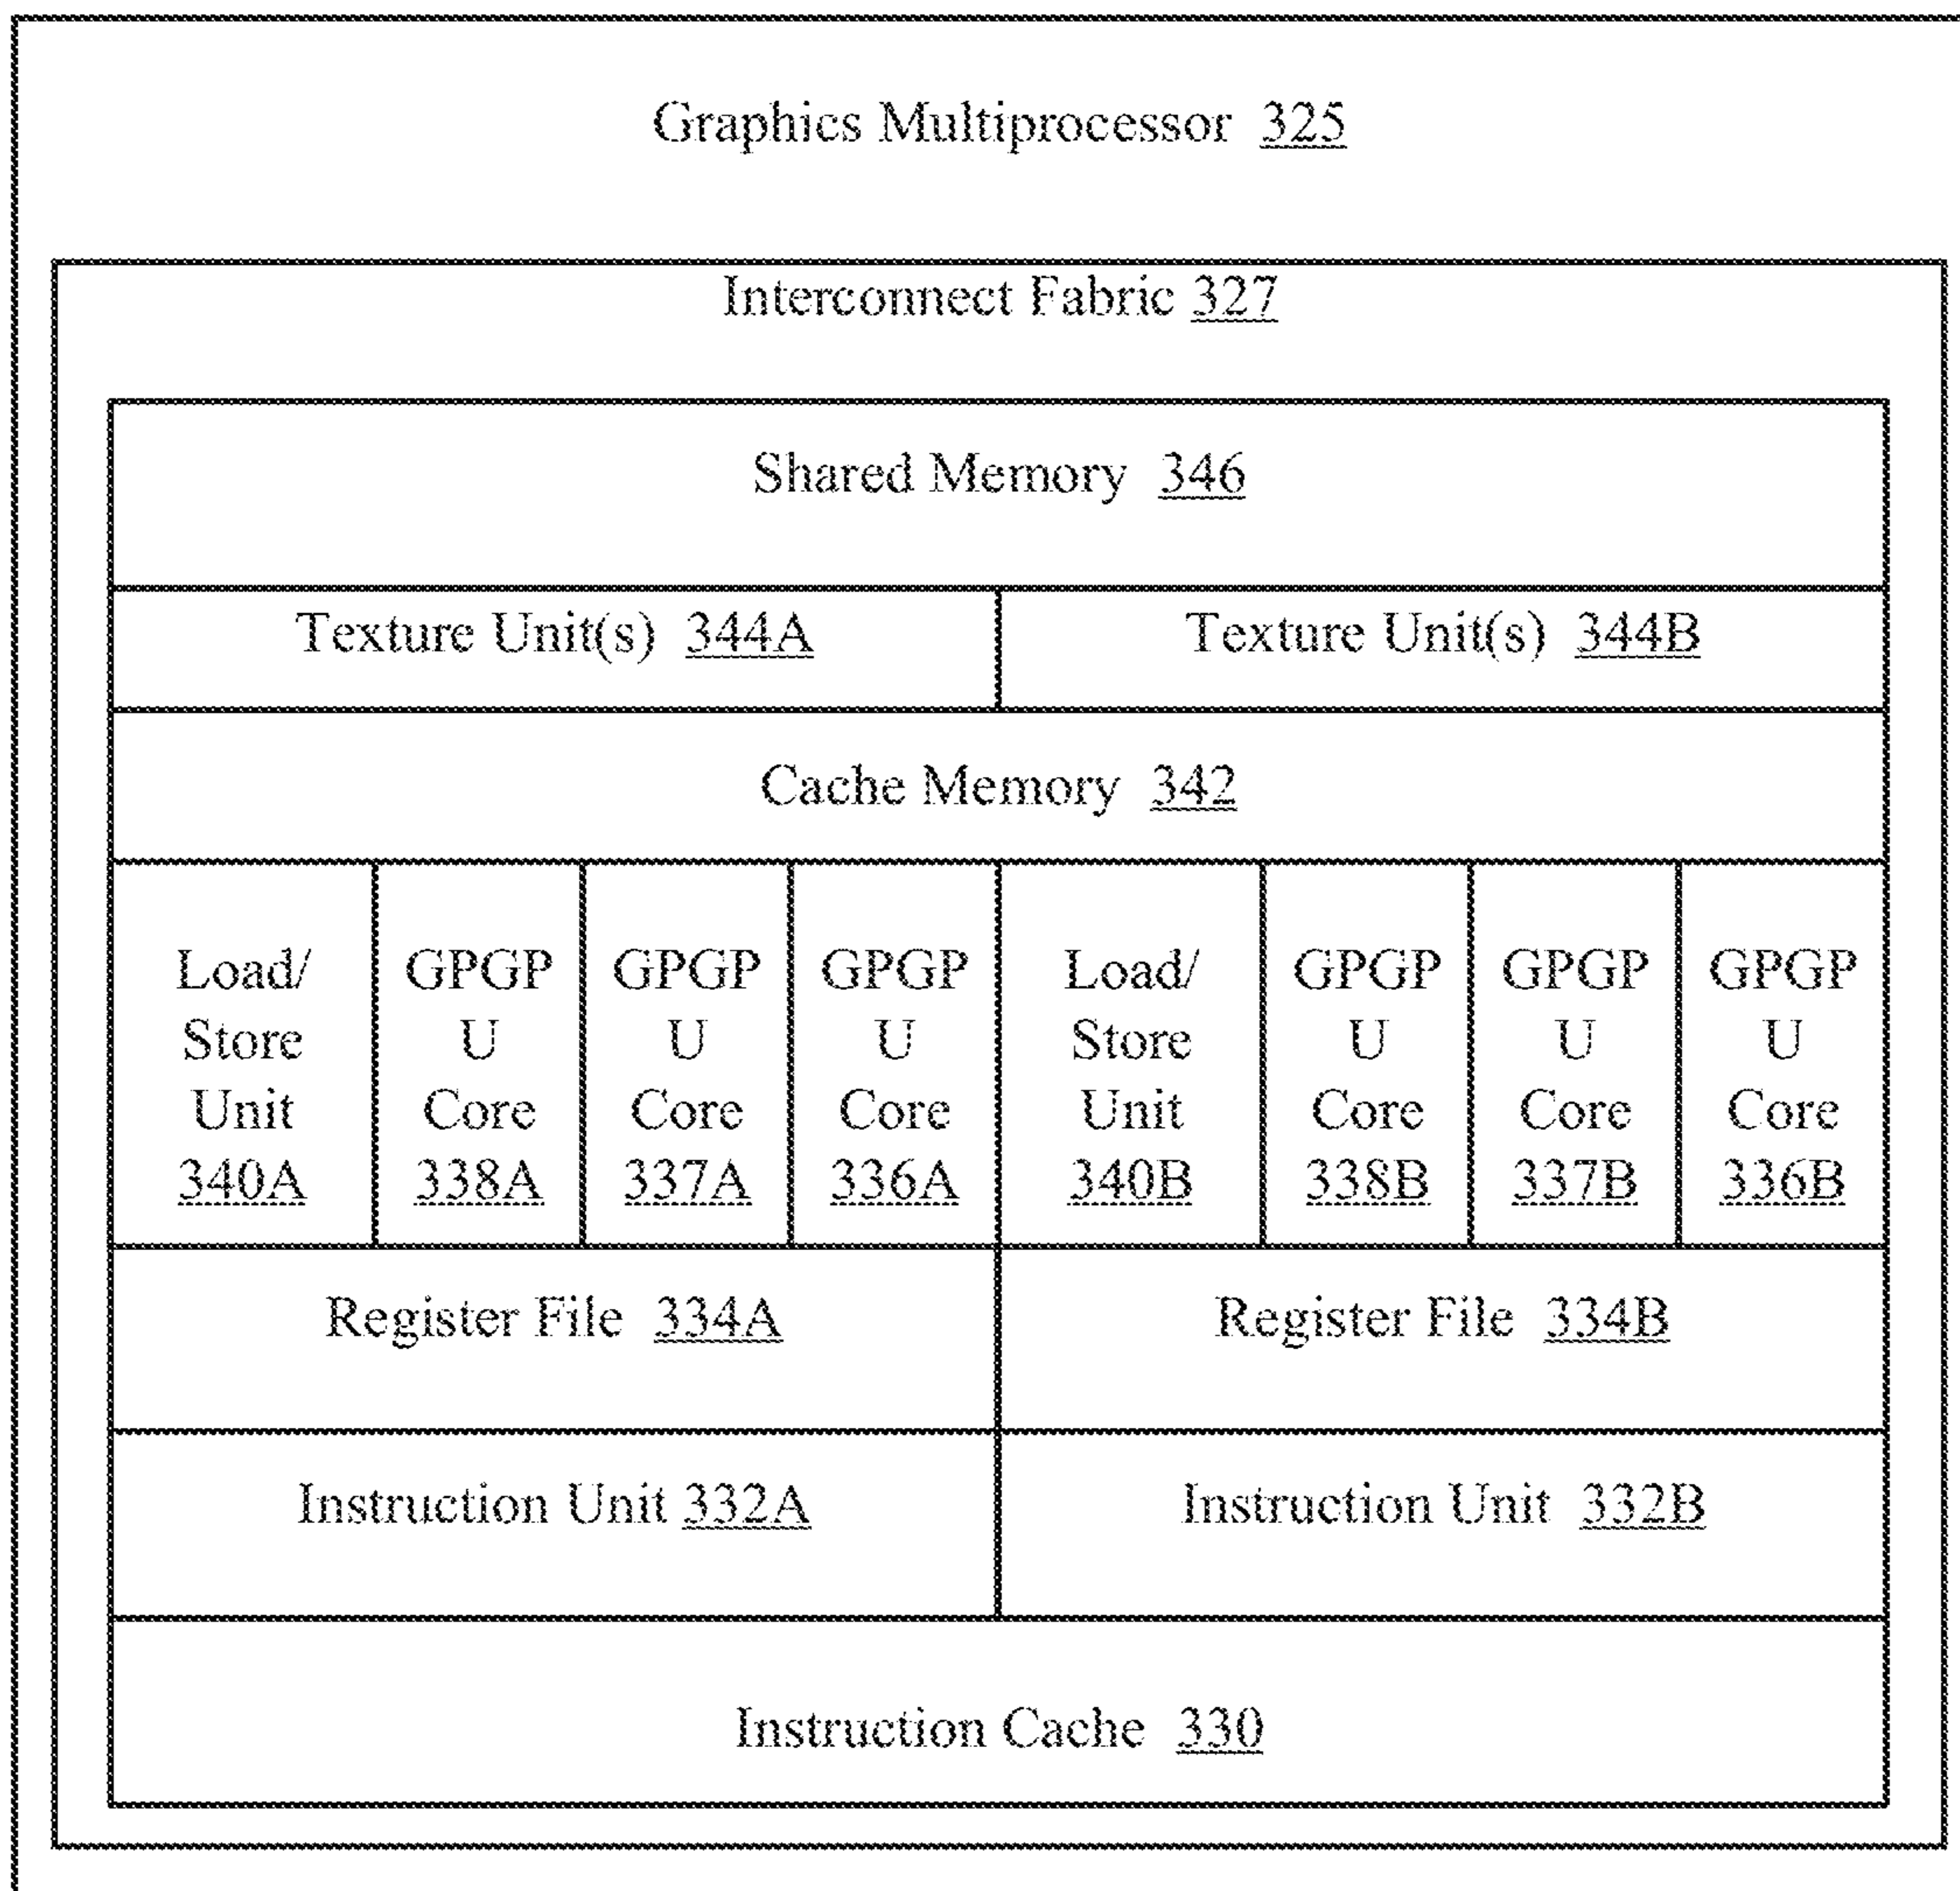 Graphics Multiprocessor 325
Interconnect Fabric 327
Shared Memory 346
Texture Unit(s) 344A
Texture Unit(s) 344B
Cache Memory 342
Load/
Store
Unit
340A
GPGP
U
Core
338A
GPGP
U
Core
337A
GPGP
U
Core
336A
Load/
Store
Unit
340B
GPGP
U
Core
338B
GPGP
U
Core
337B
GPGP
U
Core
336B
Register File 334A
Register File 334B
Instruction Unit 332A
Instruction Unit 332B
Instruction Cache 330